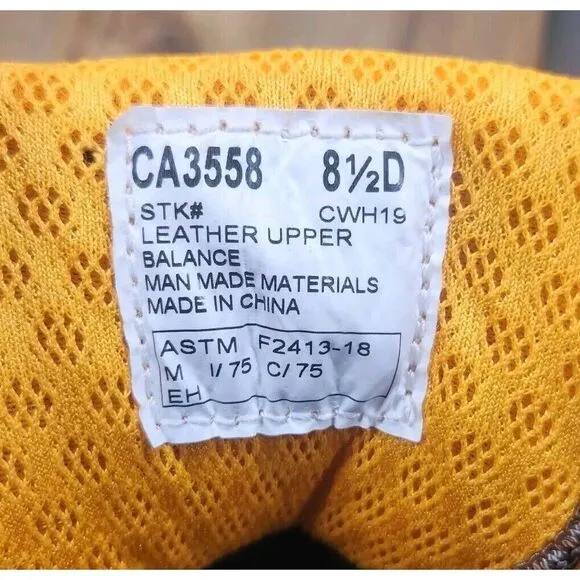 CA3558 8½D
STK# CWH19
LEATHER UPPER
BALANCE
MAN MADE MATERIALS
MADE IN CHINA
ASTM F2413-18
M I/75 C/75
EH